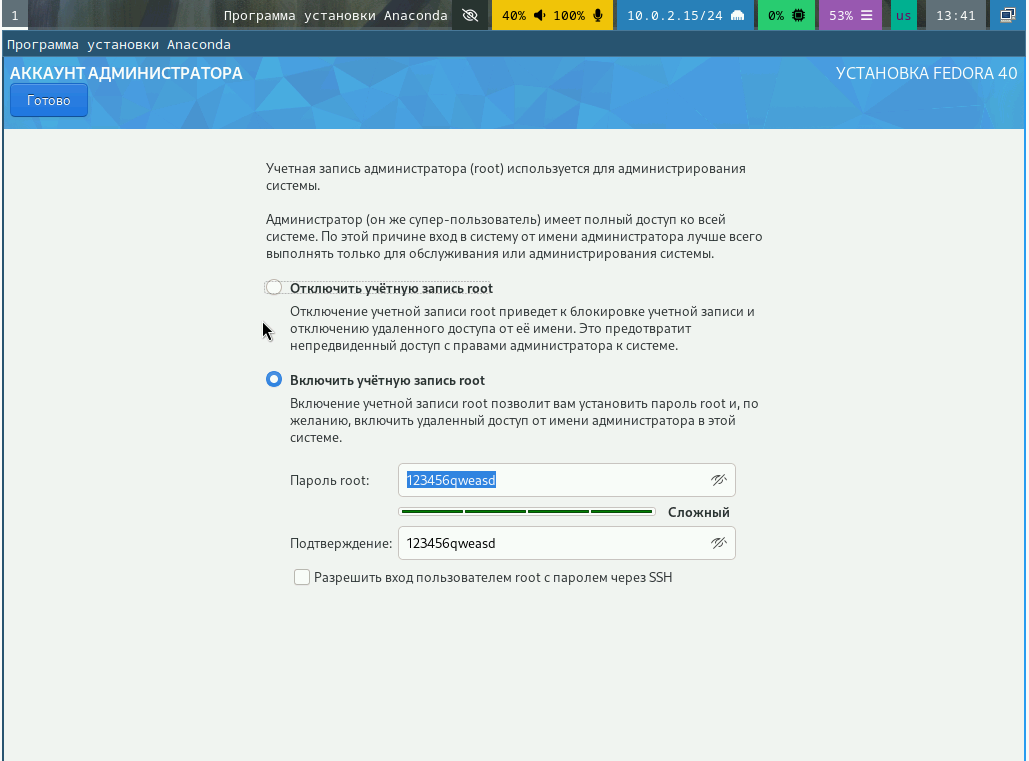 1 Программа установки Anaconda 40% 100% 10.0.2.15/24 0% 53% us 13:41
Программа установки Anaconda
АККАУНТ АДМИНИСТРАТОРА
УСТАНОВКА FEDORA 40
Готово
Учетная запись администратора (root) используется для администрирования
системы.
Администратор (он же супер-пользователь) имеет полный доступ ко всей
системе. По этой причине вход в систему от имени администратора лучше всего
выполнять только для обслуживания или администрирования системы.
Отключить учётную запись root
Отключение учетной записи root приведет к блокировке учетной записи и
отключению удаленного доступа от её имени. Это предотвратит
непредвиденный доступ с правами администратора к системе.
Включить учётную запись root
Включение учетной записи root позволит вам установить пароль root и, по
желанию, включить удаленный доступ от имени администратора в этой
системе.
Пароль root: 123456qweasd
Сложный
Подтверждение: 123456qweasd
Разрешить вход пользователем root с паролем через SSH